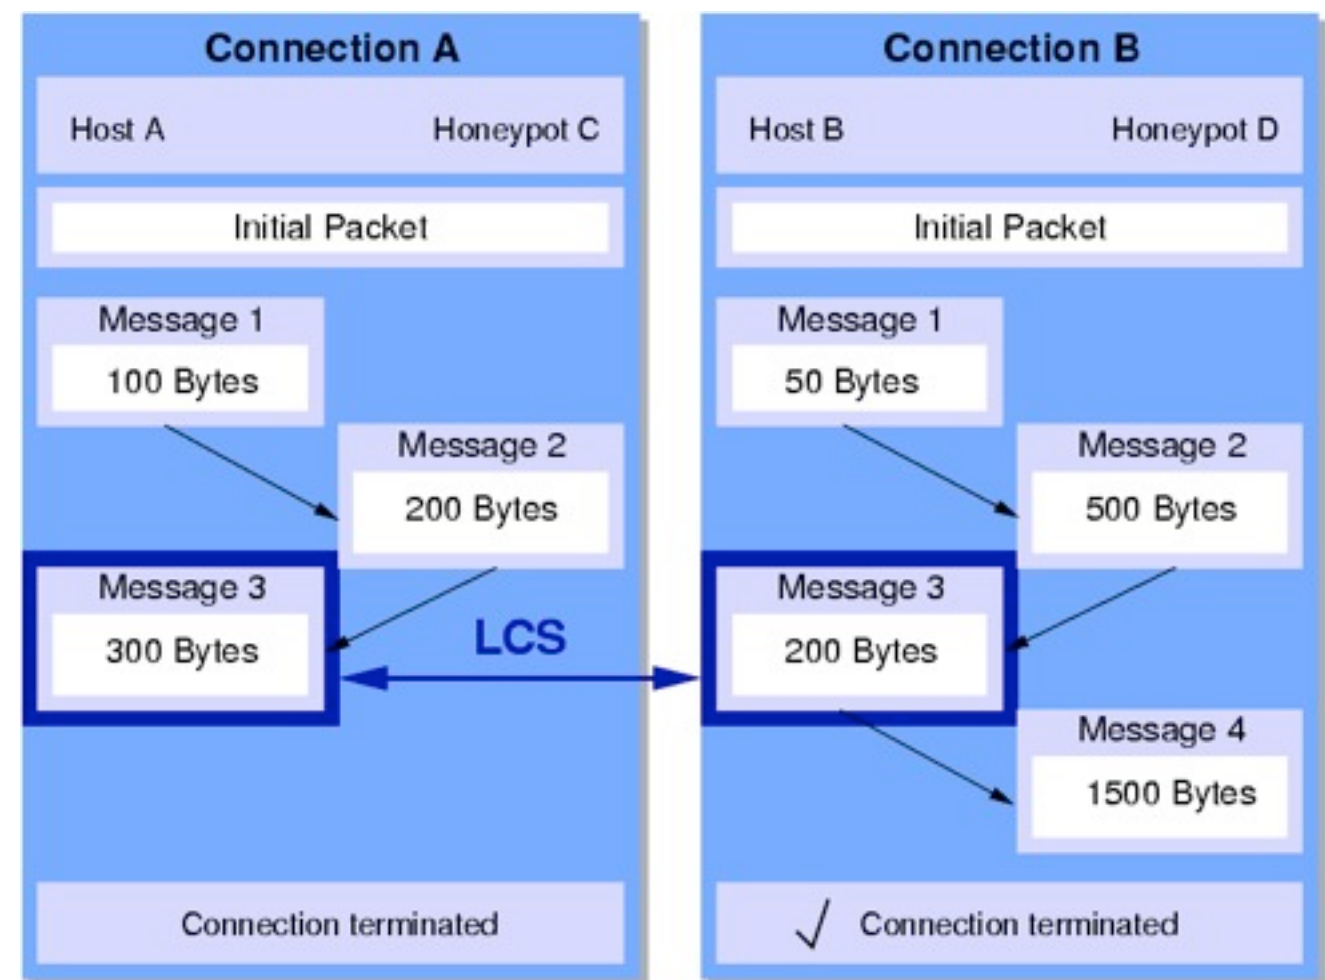 Connection A
Host A
Honeypot C
Initial Packet
Message 1
100 Bytes
Message 2
200 Bytes
Message 3
300 Bytes
LCS
Connection terminated
Connection B
Host B
Honeypot D
Initial Packet
Message 1
50 Bytes
Message 2
500 Bytes
Message 3
200 Bytes
Message 4
1500 Bytes
√ Connection terminated